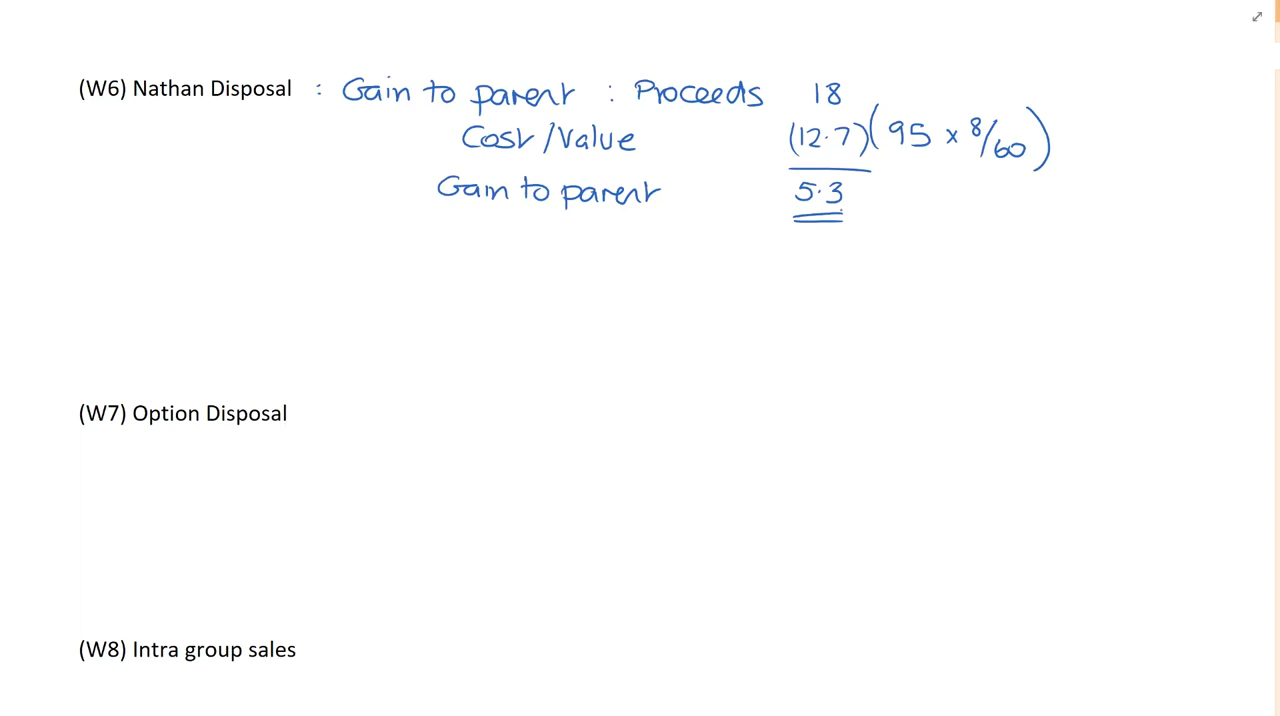 (W6) Nathan Disposal : Gain to parent : Proceeds 18
Cost/Value (12.7) (95 x 8/60)
Gain to parent 5.3
(W7) Option Disposal
(W8) Intra group sales